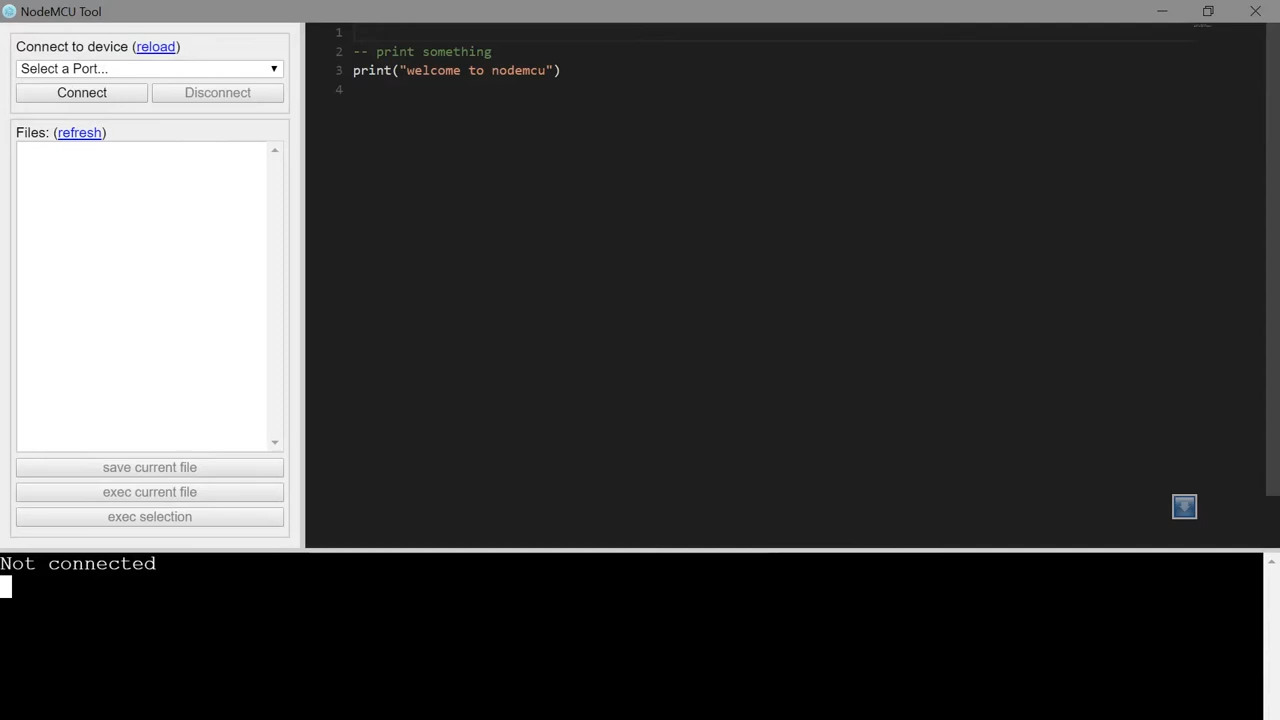 NodeMCU Tool
Connect to device (reload)
Select a Port...
Connect Disconnect
Files: (refresh)
save current file
exec current file
exec selection
1
2 -- print something
3 print("welcome to nodemcu")
4
Not connected